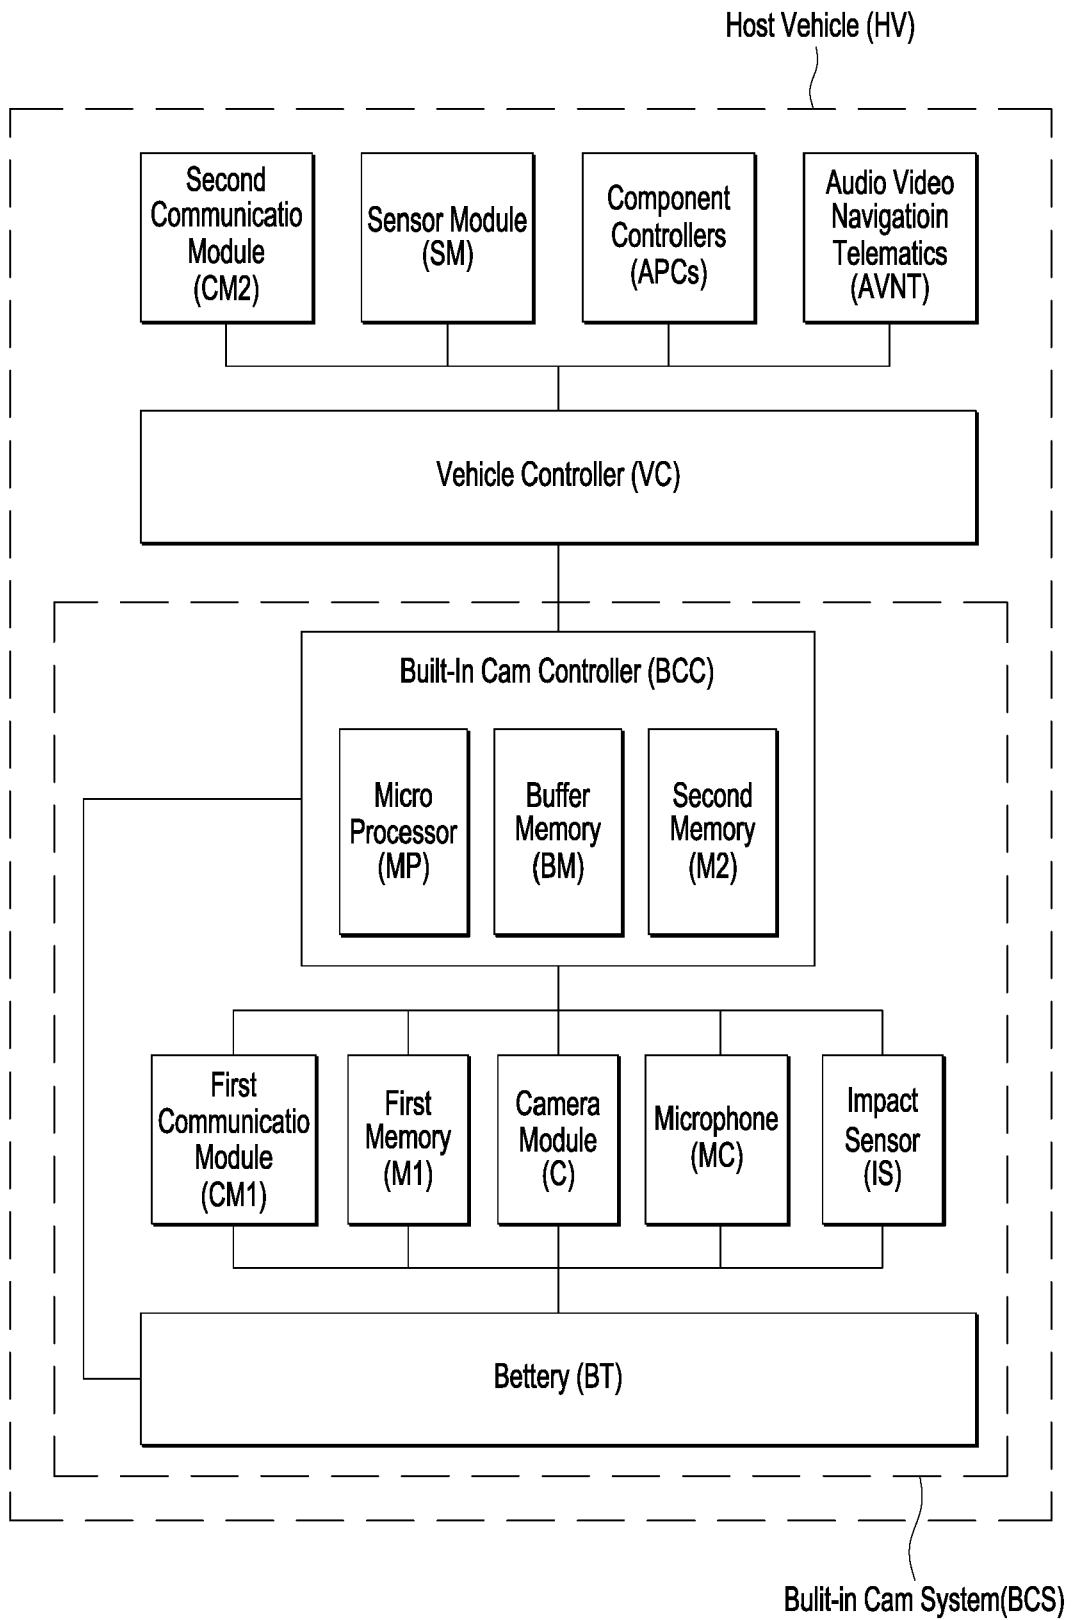 Host Vehicle (HV)
Second
Communicatio
Module
(CM2)
Sensor Module
(SM)
Component
Controllers
(APCs)
Audio Video
Navigatioin
Telematics
(AVNT)
Vehicle Controller (VC)
Built-In Cam Controller (BCC)
Micro
Processor
(MP)
Buffer
Memory
(BM)
Second
Memory
(M2)
First
Communicatio
Module
(CM1)
First
Memory
(M1)
Camera
Module
(C)
Microphone
(MC)
Impact
Sensor
(IS)
Bettery (BT)
Bulit-in Cam System(BCS)